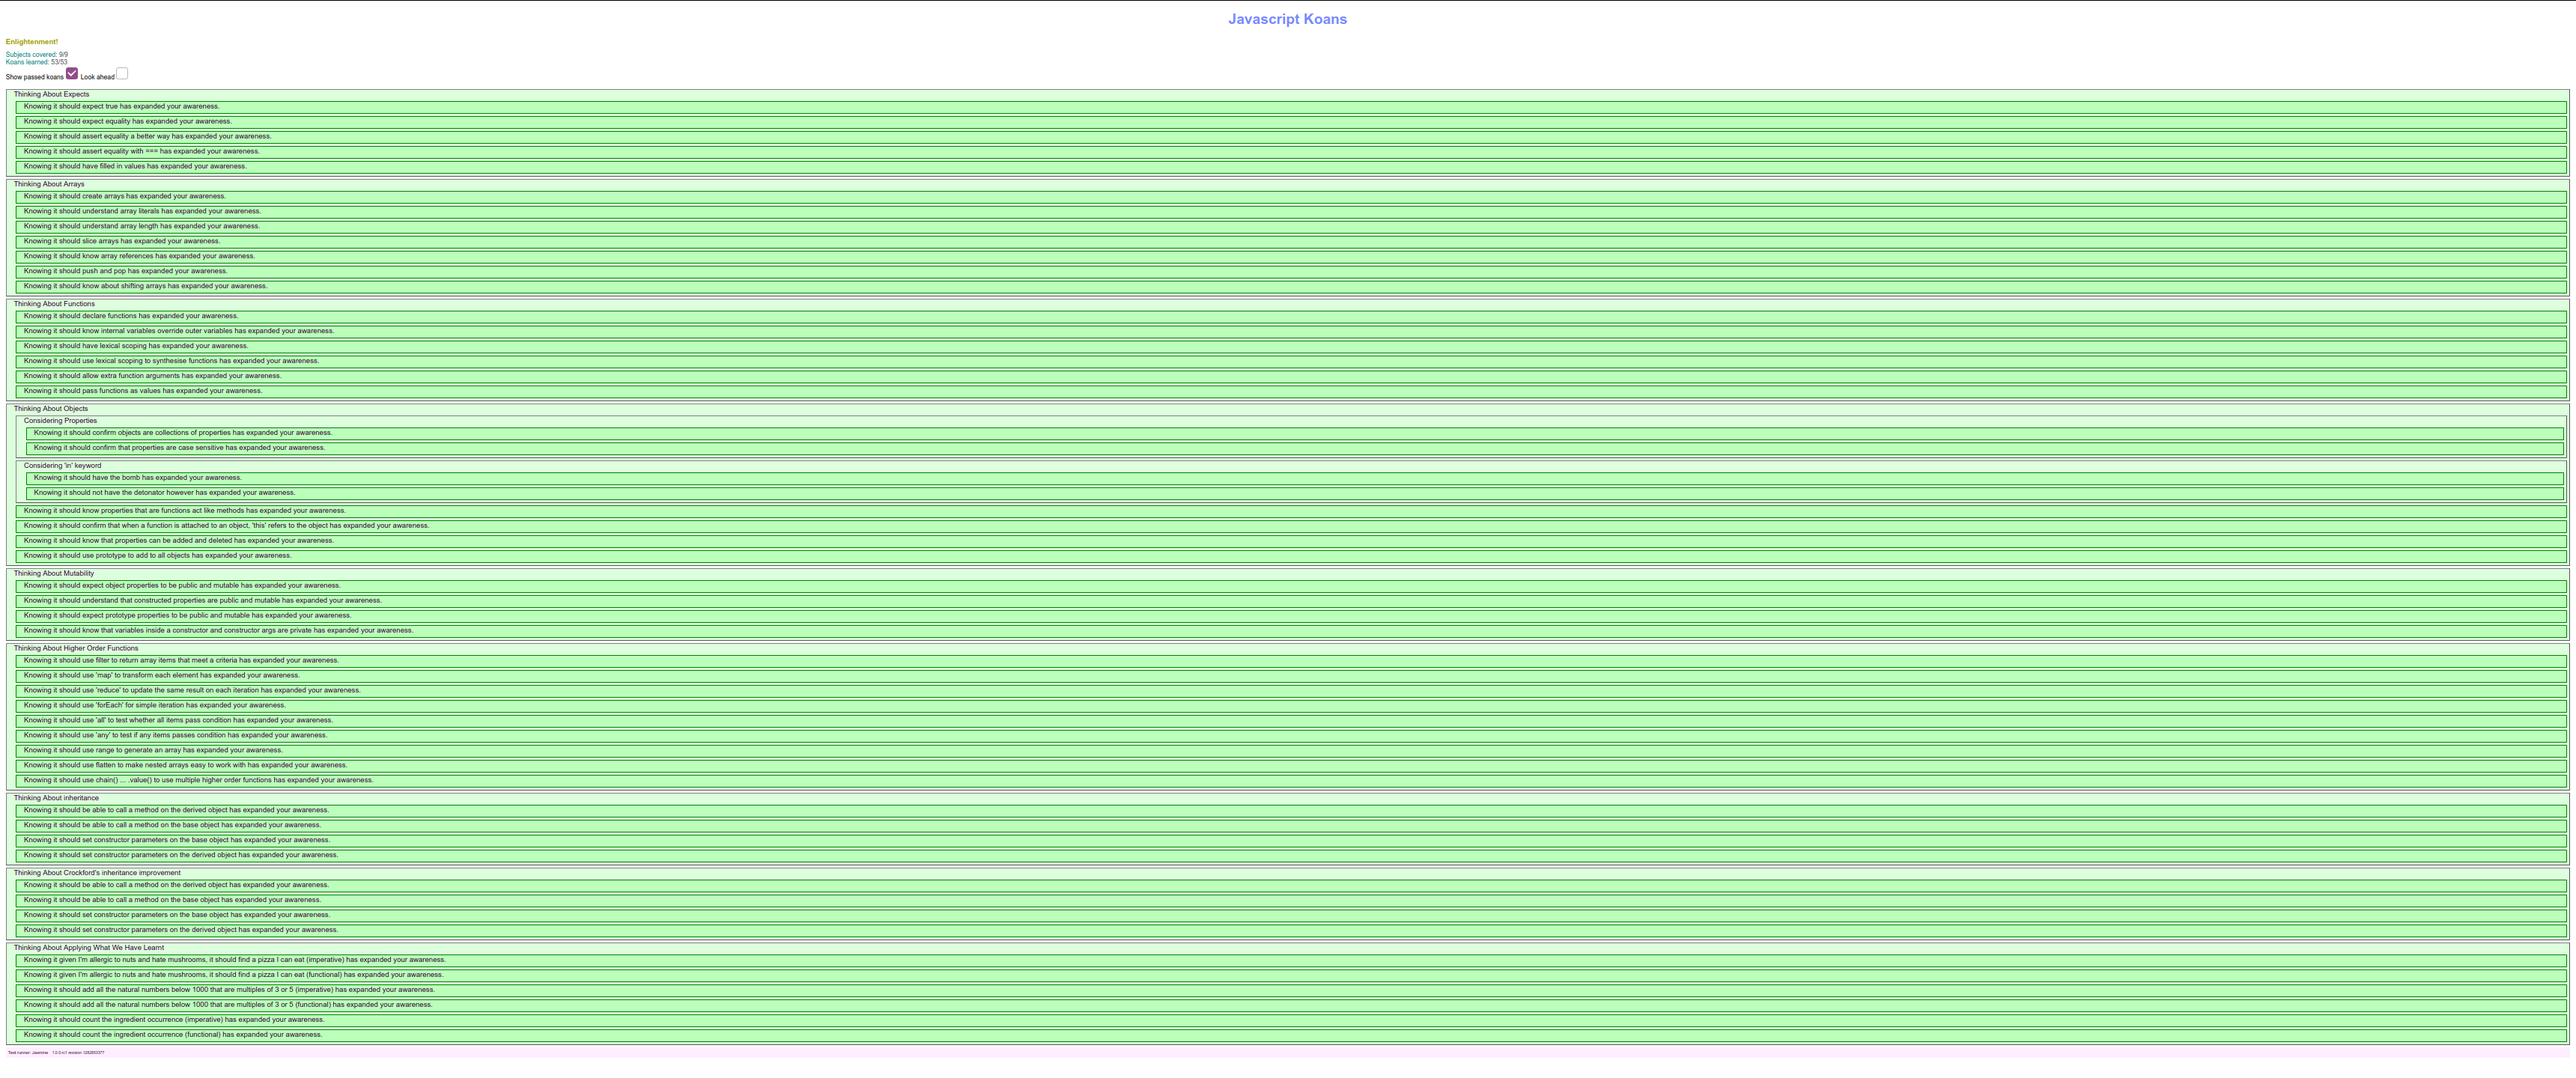 Javascript Koans
Enlightenment!
Subjects covered: 9/9
Koans learned: 53/53
Show passed koans Look ahead
Thinking About Expects
Knowing it should expect true has expanded your awareness.
Knowing it should expect equality has expanded your awareness.
Knowing it should assert equality a better way has expanded your awareness.
Knowing it should assert equality with === has expanded your awareness.
Knowing it should have filled in values has expanded your awareness.
Thinking About Arrays
Knowing it should create arrays has expanded your awareness.
Knowing it should understand array literals has expanded your awareness.
Knowing it should understand array length has expanded your awareness.
Knowing it should slice arrays has expanded your awareness.
Knowing it should know array references has expanded your awareness.
Knowing it should push and pop has expanded your awareness.
Knowing it should know about shifting arrays has expanded your awareness.
Thinking About Functions
Knowing it should declare functions has expanded your awareness.
Knowing it should know internal variables override outer variables has expanded your awareness.
Knowing it should have lexical scoping has expanded your awareness.
Knowing it should use lexical scoping to synthesise functions has expanded your awareness.
Knowing it should allow extra function arguments has expanded your awareness.
Knowing it should pass functions as values has expanded your awareness.
Thinking About Objects
Considering Properties
Knowing it should confirm objects are collections of properties has expanded your awareness.
Knowing it should confirm that properties are case sensitive has expanded your awareness.
Considering 'in' keyword
Knowing it should have the bomb has expanded your awareness.
Knowing it should not have the detonator however has expanded your awareness.
Knowing it should know properties that are functions act like methods has expanded your awareness.
Knowing it should confirm that when a function is attached to an object, 'this' refers to the object has expanded your awareness.
Knowing it should know that properties can be added and deleted has expanded your awareness.
Knowing it should use prototype to add to all objects has expanded your awareness.
Thinking About Mutability
Knowing it should expect object properties to be public and mutable has expanded your awareness.
Knowing it should understand that constructed properties are public and mutable has expanded your awareness.
Knowing it should expect prototype properties to be public and mutable has expanded your awareness.
Knowing it should know that variables inside a constructor and constructor args are private has expanded your awareness.
Thinking About Higher Order Functions
Knowing it should use filter to return array items that meet a criteria has expanded your awareness.
Knowing it should use 'map' to transform each element has expanded your awareness.
Knowing it should use 'reduce' to update the same result on each iteration has expanded your awareness.
Knowing it should use 'forEach' for simple iteration has expanded your awareness.
Knowing it should use 'all' to test whether all items pass condition has expanded your awareness.
Knowing it should use 'any' to test if any items passes condition has expanded your awareness.
Knowing it should use range to generate an array has expanded your awareness.
Knowing it should use flatten to make nested arrays easy to work with has expanded your awareness.
Knowing it should use chain() ... .value() to use multiple higher order functions has expanded your awareness.
Thinking About inheritance
Knowing it should be able to call a method on the derived object has expanded your awareness.
Knowing it should be able to call a method on the base object has expanded your awareness.
Knowing it should set constructor parameters on the base object has expanded your awareness.
Knowing it should set constructor parameters on the derived object has expanded your awareness.
Thinking About Crockford's inheritance improvement
Knowing it should be able to call a method on the derived object has expanded your awareness.
Knowing it should be able to call a method on the base object has expanded your awareness.
Knowing it should set constructor parameters on the base object has expanded your awareness.
Knowing it should set constructor parameters on the derived object has expanded your awareness.
Thinking About Applying What We Have Learnt
Knowing it given I'm allergic to nuts and hate mushrooms, it should find a pizza I can eat (imperative) has expanded your awareness.
Knowing it given I'm allergic to nuts and hate mushrooms, it should find a pizza I can eat (functional) has expanded your awareness.
Knowing it should add all the natural numbers below 1000 that are multiples of 3 or 5 (imperative) has expanded your awareness.
Knowing it should add all the natural numbers below 1000 that are multiples of 3 or 5 (functional) has expanded your awareness.
Knowing it should count the ingredient occurrence (imperative) has expanded your awareness.
Knowing it should count the ingredient occurrence (functional) has expanded your awareness.
Test runner: Jasmine 1.0.0.rc1 revision